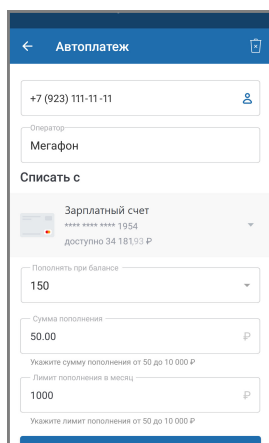 Автоплатеж
+7 (923) 111-11-11
Оператор
Мегафон
Списать с
Зарплатный счет
**** **** **** 1954
доступно 34 181,93 ₽
Пополнять при балансе
150
Сумма пополнения
50.00 ₽
Укажите сумму пополнения от 50 до 10 000 ₽
Лимит пополнения в месяц
1000 ₽
Укажите лимит пополнения от 50 до 10 000 ₽